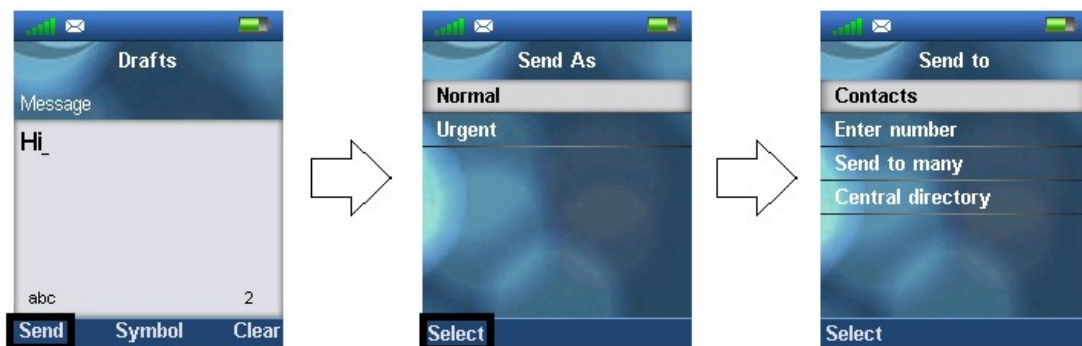 Drafts
Message
Hi_
abc 2
Send Symbol Clear
Send As
Normal
Urgent
Select
Send to
Contacts
Enter number
Send to many
Central directory
Select